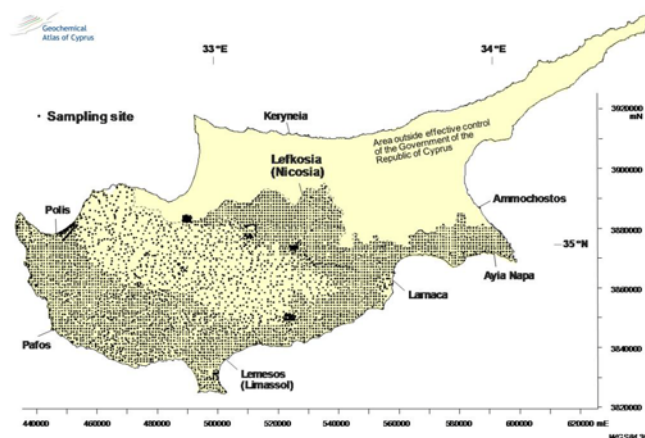 Geochemical
Atlas of Cyprus
33°E
34°E
• Sampling site
Keryneia
3920000
mN
Area outside effective control
of the Government of the
Republic of Cyprus
Lefkosia
(Nicosia)
3900000
Ammochostos
Polis
3880000
35°N
Ayia Napa
Larnaca
3860000
Pafos
3840000
Lemesos
(Limassol)
3820000
440000 460000 480000 500000 520000 540000 560000 580000 600000 620000 mE